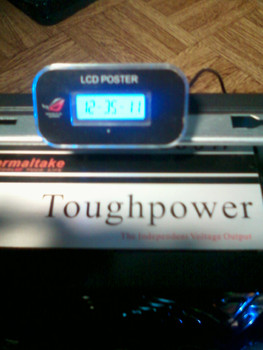 LCD POSTER
12:35:11
ermaltake
Toughpower
The Independent Voltage Output